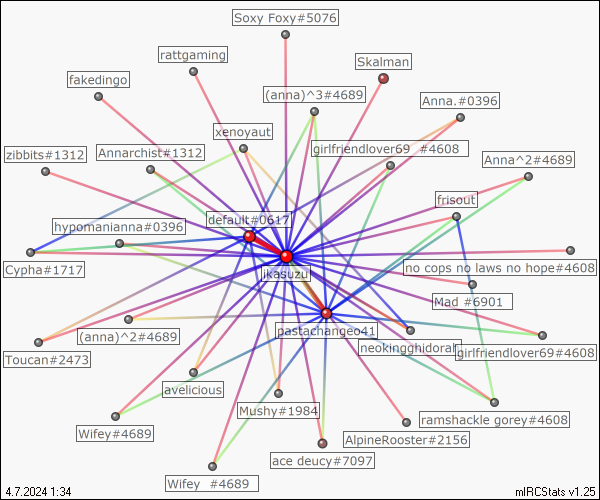 Soxy Foxy#5076
rattgaming
Skalman
fakedingo
(anna)^3#4689
Anna.#0396
xenoyaut
zibbits#1312
Annarchist#1312
girlfriendlover69 #4608
Anna^2#4689
frisout
default#0617
hypomanianna#0396
Cypha#1717
ikasuzu
no cops no laws no hope#4608
Mad #6901
pastachangeo41
(anna)^2#4689
neokingghidorah
girlfriendlover69#4608
Toucan#2473
avelicious
Mushy#1984
ramshackle gorey#4608
Wifey#4689
AlpineRooster#2156
ace deucy#7097
Wifey #4689
4.7.2024 1:34
mIRCStats v1.25